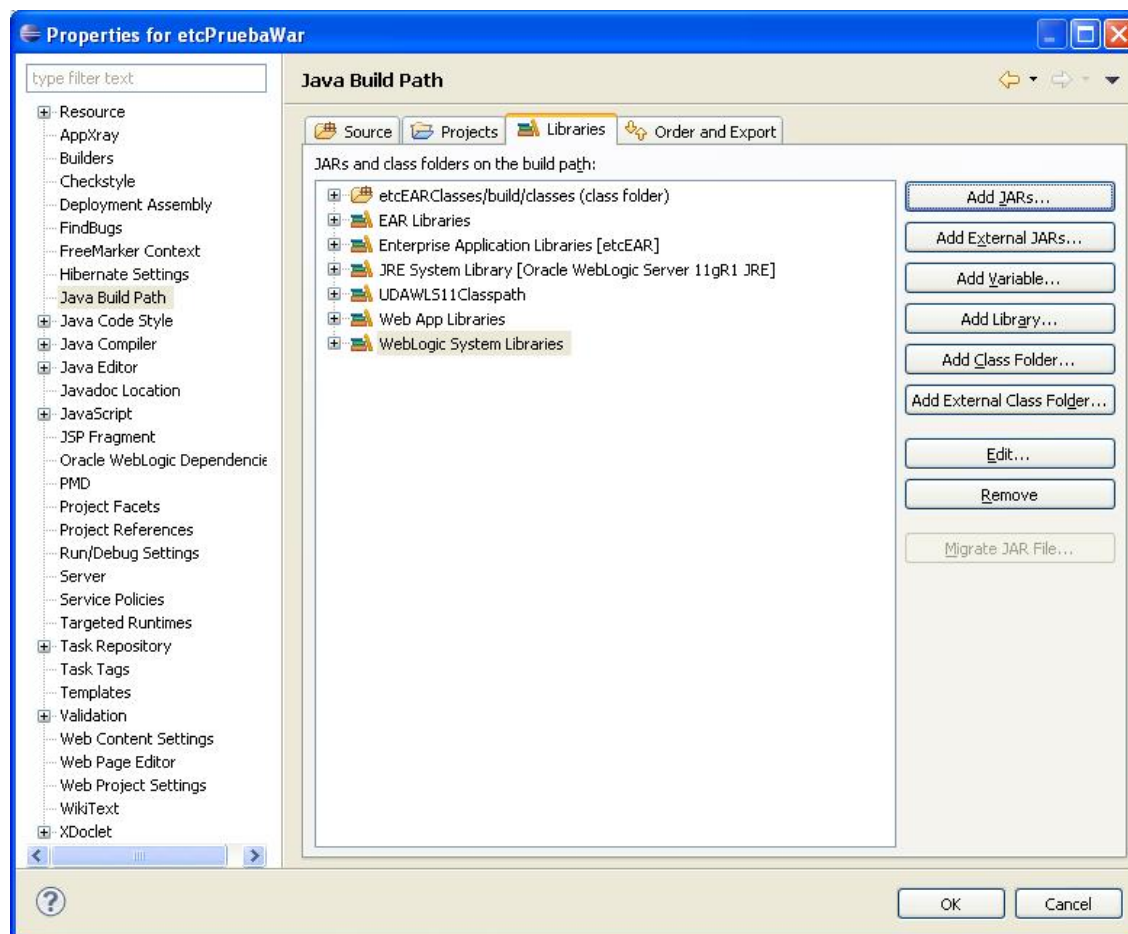 Properties for etcPruebaWar
type filter text
Java Build Path
Resource
AppXray
Builders
Checkstyle
Deployment Assembly
FindBugs
FreeMarker Context
Hibernate Settings
Java Build Path
Java Code Style
Java Compiler
Java Editor
Javadoc Location
JavaScript
JSP Fragment
Oracle WebLogic Dependencie
PMD
Project Facets
Project References
Run/Debug Settings
Server
Service Policies
Targeted Runtimes
Task Repository
Task Tags
Templates
Validation
Web Content Settings
Web Page Editor
Web Project Settings
WikiText
XDoclet
Source Projects Libraries Order and Export
JARs and class folders on the build path:
etcEARClasses/build/classes (class folder)
EAR Libraries
Enterprise Application Libraries [etcEAR]
JRE System Library [Oracle WebLogic Server 11gR1 JRE]
UDAWLS11Classpath
Web App Libraries
WebLogic System Libraries
Add JARs...
Add External JARs...
Add Variable...
Add Library...
Add Class Folder...
Add External Class Folder...
Edit...
Remove
Migrate JAR File...
OK Cancel